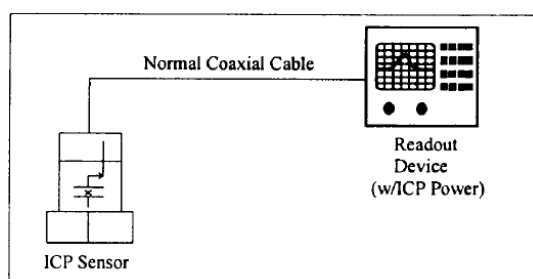 Normal Coaxial Cable
Readout
Device
(w/ICP Power)
ICP Sensor